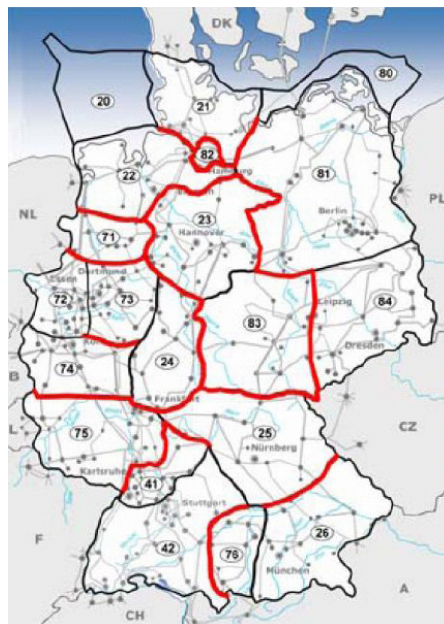 DK
S
80
20
21
82
Hamburg
22
81
23
NL
PL
Berlin
71
Hannover
Essen
Dortmund
72
73
Leipzig
84
83
Dresden
74
24
B
Frankfurt
L
75
25
CZ
Nürnberg
Karlsruhe
41
Stuttgart
26
F
42
76
München
A
CH